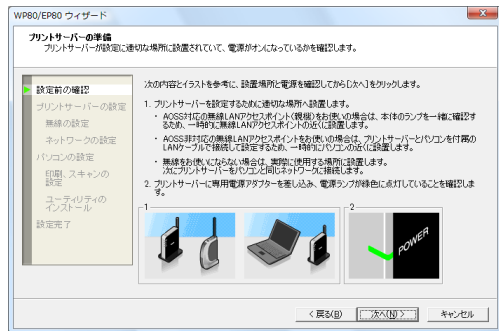 WP80/EP80 ウィザード
プリントサーバーの準備
プリントサーバーが設定に適切な場所に設置されていて、電源がオンになっているかを確認します。
設定前の確認
プリントサーバーの設定
無線の設定
ネットワークの設定
パソコンの設定
印刷、スキャンの
設定
ユーティリティの
インストール
設定完了
次の内容とイラストを参考に、設置場所と電源を確認してから[次へ]をクリックします。
1. プリントサーバーを設定するために適切な場所へ設置します。
・ AOSS対応の無線LANアクセスポイント(親機)をお使いの場合は、本体のランプを一緒に確認す
るため、一時的に無線LANアクセスポイントの近くに設置します。
・ AOSS非対応の無線LANアクセスポイントをお使いの場合は、プリントサーバーとパソコンを付属の
LANケーブルで接続して設定するため、一時的にパソコンの近くに設置します。
・ 無線をお使いにならない場合は、実際に使用する場所に設置します。
次にプリントサーバーをパソコンと同じネットワークに接続します。
2. プリントサーバーに専用電源アダプターを差し込み、電源ランプが緑色に点灯していることを確認しま
す。
1
2
POWER
< 戻る(B)
次へ(N) >
キャンセル